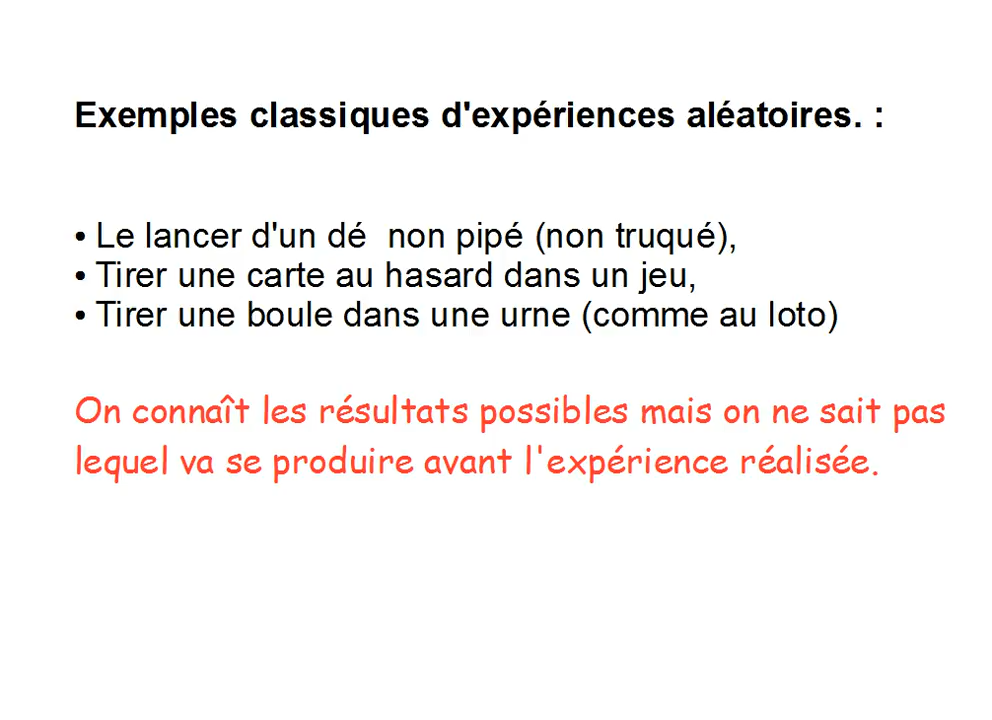 Exemples classiques d'expériences aléatoires. :
• Le lancer d'un dé  non pipé (non truqué),
• Tirer une carte au hasard dans un jeu,
• Tirer une boule dans une urne (comme au loto)
On connaît les résultats possibles mais on ne sait pas
lequel va se produire avant l'expérience réalisée.